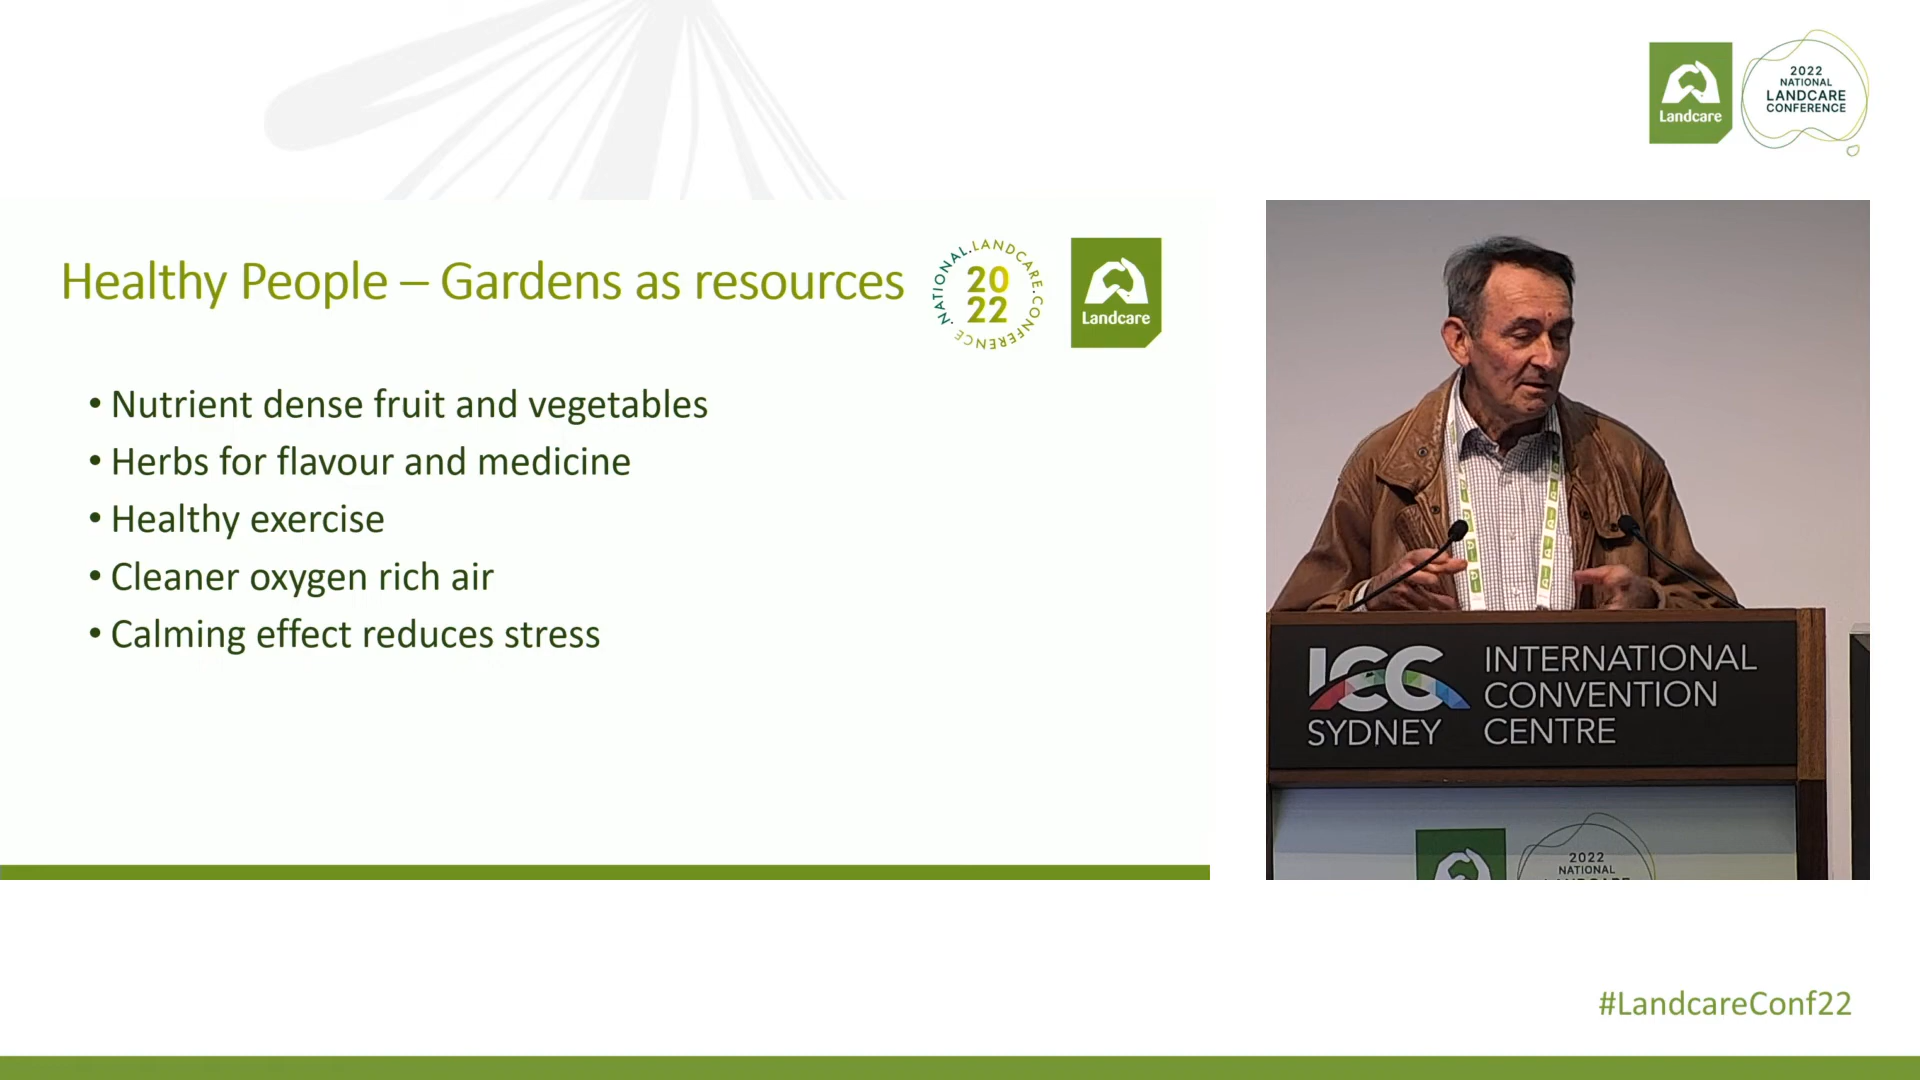 Landcare
2022
NATIONAL
LANDCARE
CONFERENCE
Healthy People – Gardens as resources
NATIONAL.LANDCARE.CONFERENCE.
20
22
Landcare
• Nutrient dense fruit and vegetables
• Herbs for flavour and medicine
• Healthy exercise
• Cleaner oxygen rich air
• Calming effect reduces stress
ICC
SYDNEY
INTERNATIONAL
CONVENTION
CENTRE
2022
NATIONAL
#LandcareConf22